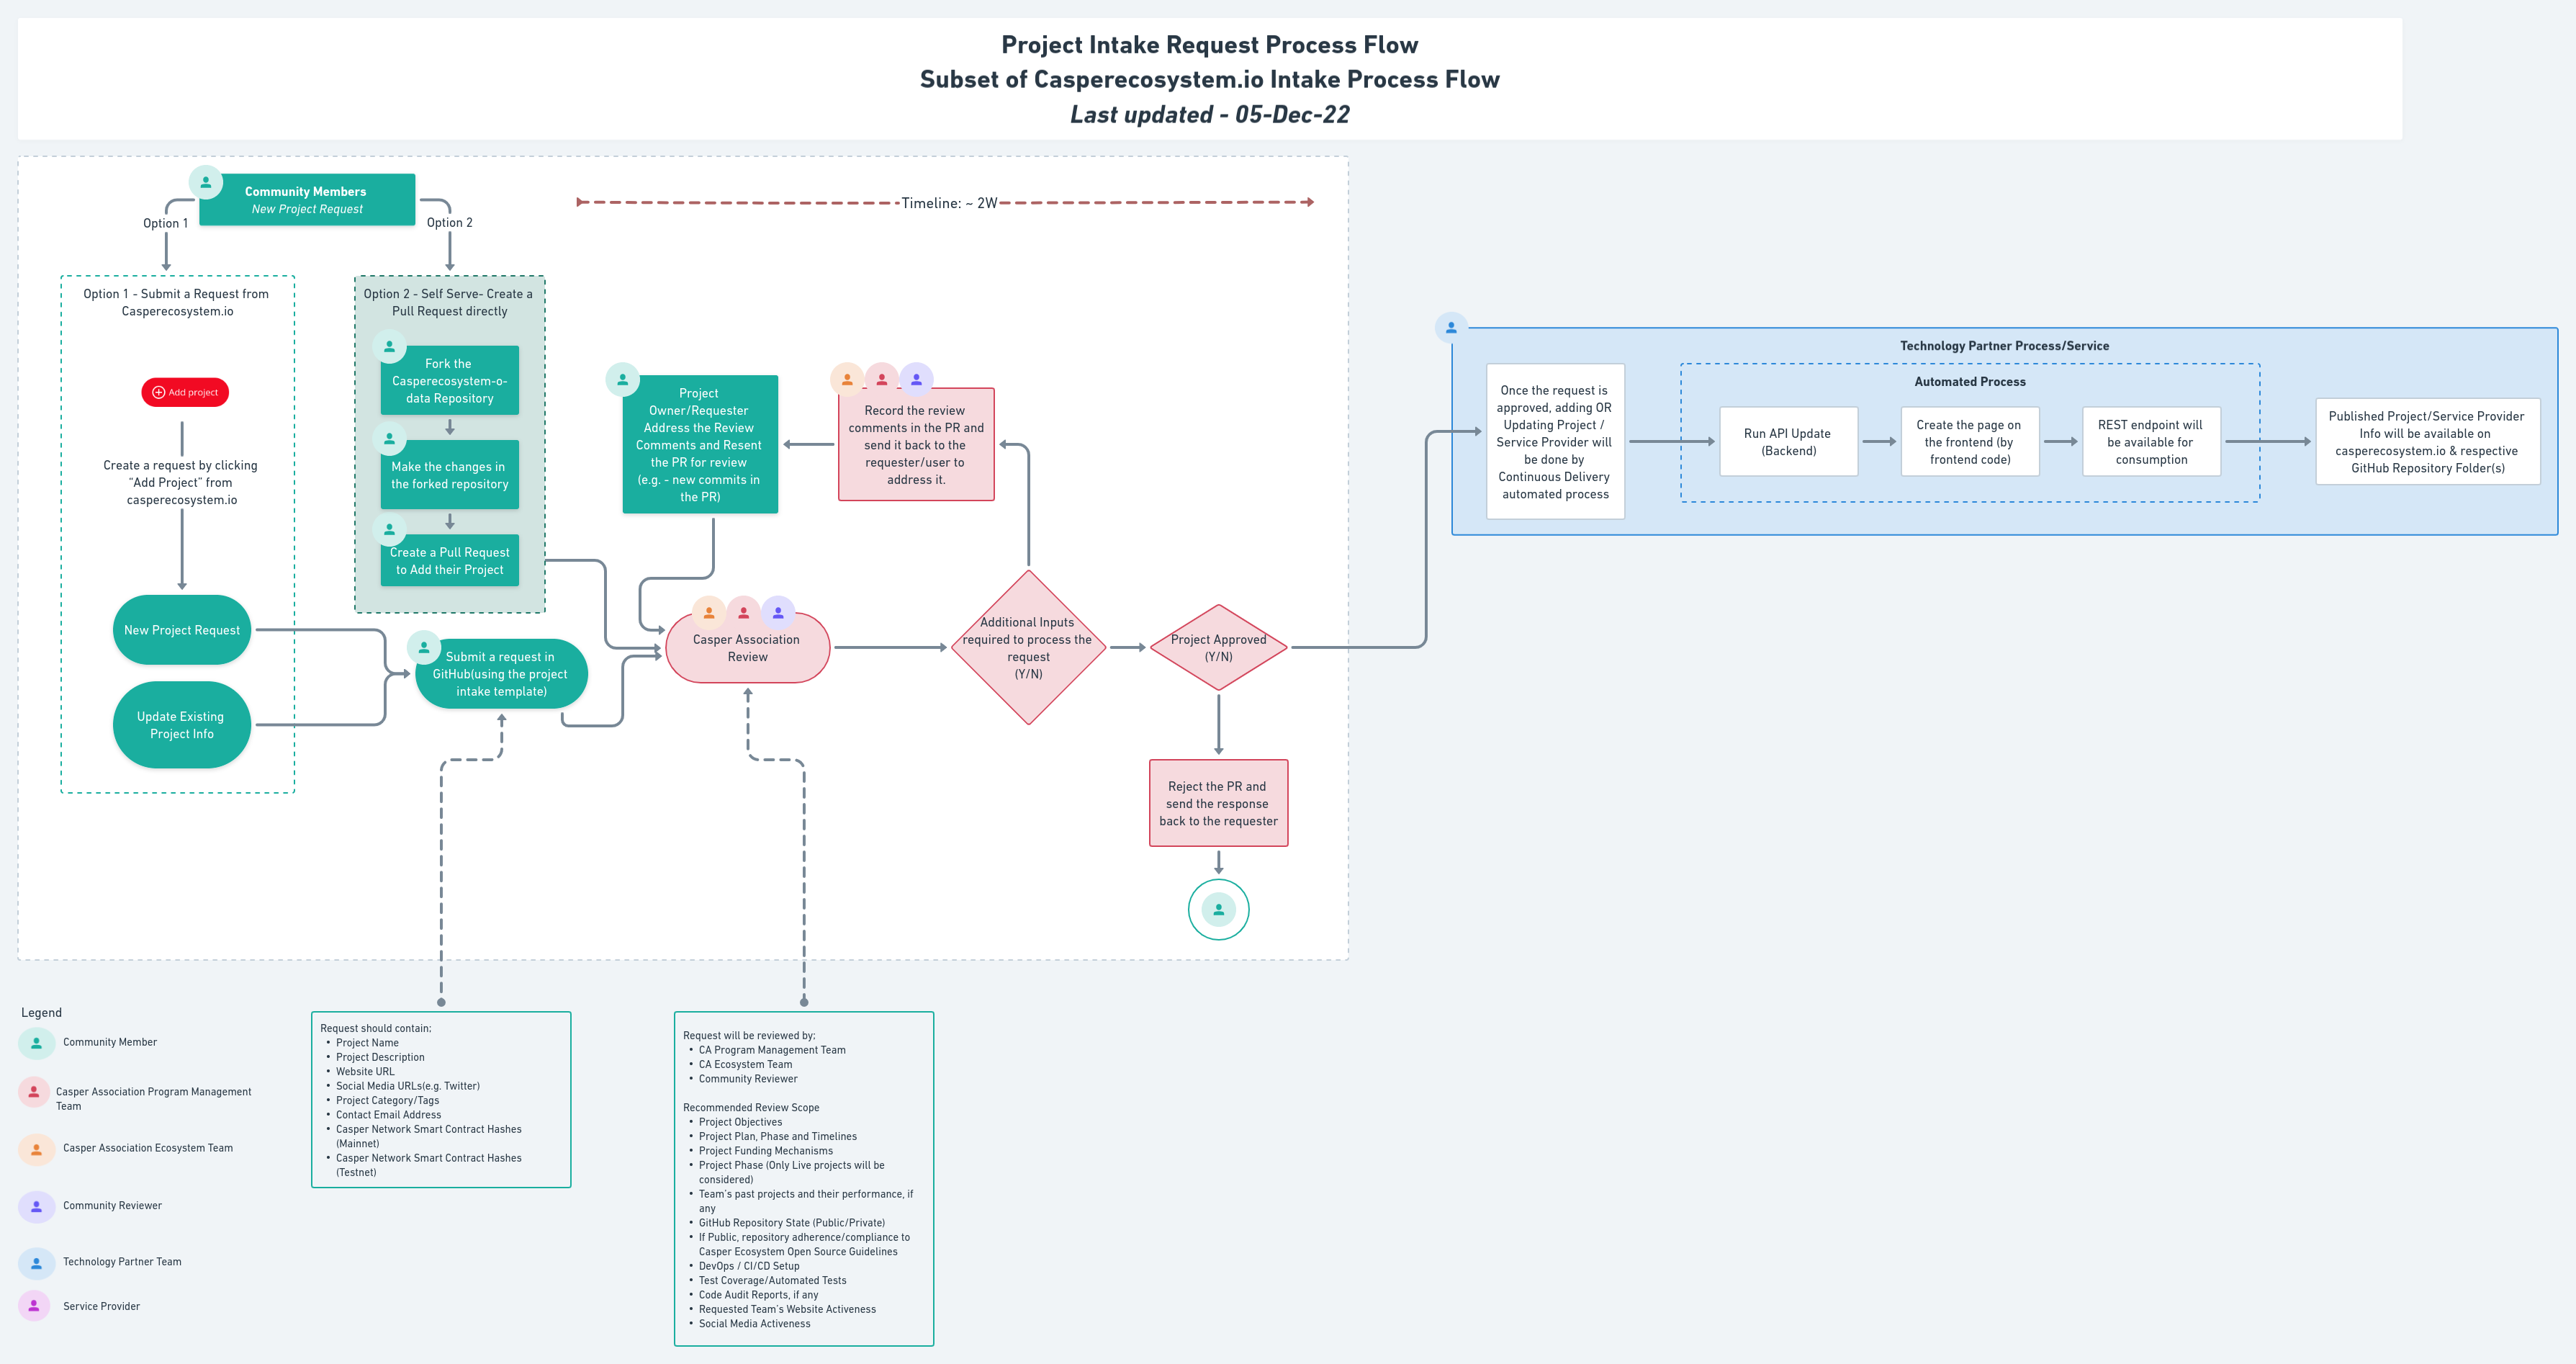 Project Intake Request Process Flow
Subset of Casperecosystem.io Intake Process Flow
Last updated - 05-Dec-22
Community Members
New Project Request
Option 1
Option 2
Timeline: ~ 2W
Option 1 - Submit a Request from
Casperecosystem.io
Add project
Create a request by clicking
“Add Project” from
casperecosystem.io
New Project Request
Update Existing
Project Info
Option 2 - Self Serve- Create a
Pull Request directly
Fork the
Casperecosystem-o-
data Repository
Make the changes in
the forked repository
Create a Pull Request
to Add their Project
Submit a request in
GitHub(using the project
intake template)
Project
Owner/Requester
Address the Review
Comments and Resent
the PR for review
(e.g. - new commits in
the PR)
Record the review
comments in the PR and
send it back to the
requester/user to
address it.
Casper Association
Review
Additional Inputs
required to process the
request
(Y/N)
Project Approved
(Y/N)
Reject the PR and
send the response
back to the requester
Technology Partner Process/Service
Once the request is
approved, adding OR
Updating Project /
Service Provider will
be done by
Continuous Delivery
automated process
Automated Process
Run API Update
(Backend)
Create the page on
the frontend (by
frontend code)
REST endpoint will
be available for
consumption
Published Project/Service Provider
Info will be available on
casperecosystem.io & respective
GitHub Repository Folder(s)
Legend
Community Member
Casper Association Program Management
Team
Casper Association Ecosystem Team
Community Reviewer
Technology Partner Team
Service Provider
Request should contain;
• Project Name
• Project Description
• Website URL
• Social Media URLs(e.g. Twitter)
• Project Category/Tags
• Contact Email Address
• Casper Network Smart Contract Hashes
(Mainnet)
• Casper Network Smart Contract Hashes
(Testnet)
Request will be reviewed by;
• CA Program Management Team
• CA Ecosystem Team
• Community Reviewer
Recommended Review Scope
• Project Objectives
• Project Plan, Phase and Timelines
• Project Funding Mechanisms
• Project Phase (Only Live projects will be
considered)
• Team's past projects and their performance, if
any
• GitHub Repository State (Public/Private)
• If Public, repository adherence/compliance to
Casper Ecosystem Open Source Guidelines
• DevOps / CI/CD Setup
• Test Coverage/Automated Tests
• Code Audit Reports, if any
• Requested Team's Website Activeness
• Social Media Activeness